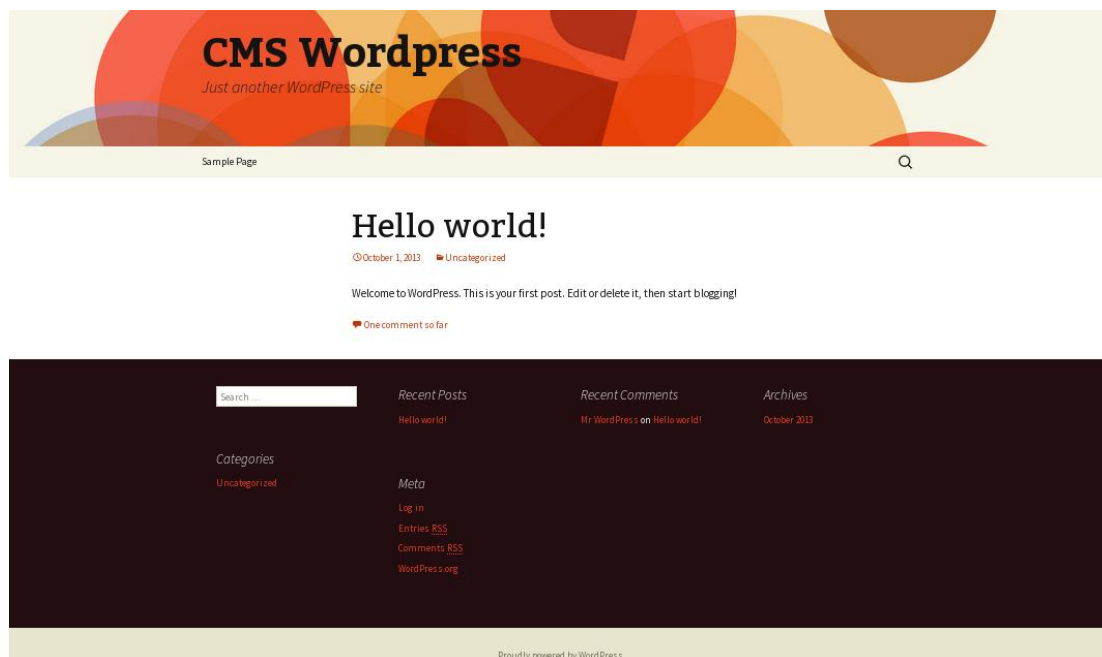 CMS Wordpress
Just another WordPress site
Sample Page
Hello world!
October 1, 2013 Uncategorized
Welcome to WordPress. This is your first post. Edit or delete it, then start blogging!
One comment so far
Search …
Recent Posts
Hello world!
Recent Comments
Mr WordPress on Hello world!
Archives
October 2013
Categories
Uncategorized
Meta
Log in
Entries RSS
Comments RSS
WordPress.org
Proudly powered by WordPress